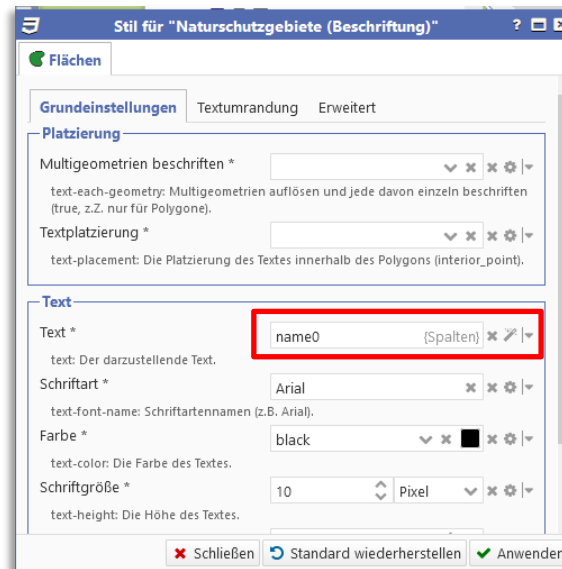 Stil für "Naturschutzgebiete (Beschriftung)"
Flächen
Grundeinstellungen Textumrandung Erweitert
Platzierung
Multigeometrien beschriften *
text-each-geometry: Multigeometrien auflösen und jede davon einzeln beschriften
(true, z.Z. nur für Polygone).
Textplatzierung *
text-placement: Die Platzierung des Textes innerhalb des Polygons (interior_point).
Text
Text * name0 {Spalten}
text: Der darzustellende Text.
Schriftart * Arial
text-font-name: Schriftartennamen (z.B. Arial).
Farbe * black
text-color: Die Farbe des Textes.
Schriftgröße * 10 Pixel
text-height: Die Höhe des Textes.
Schließen Standard wiederherstellen Anwenden